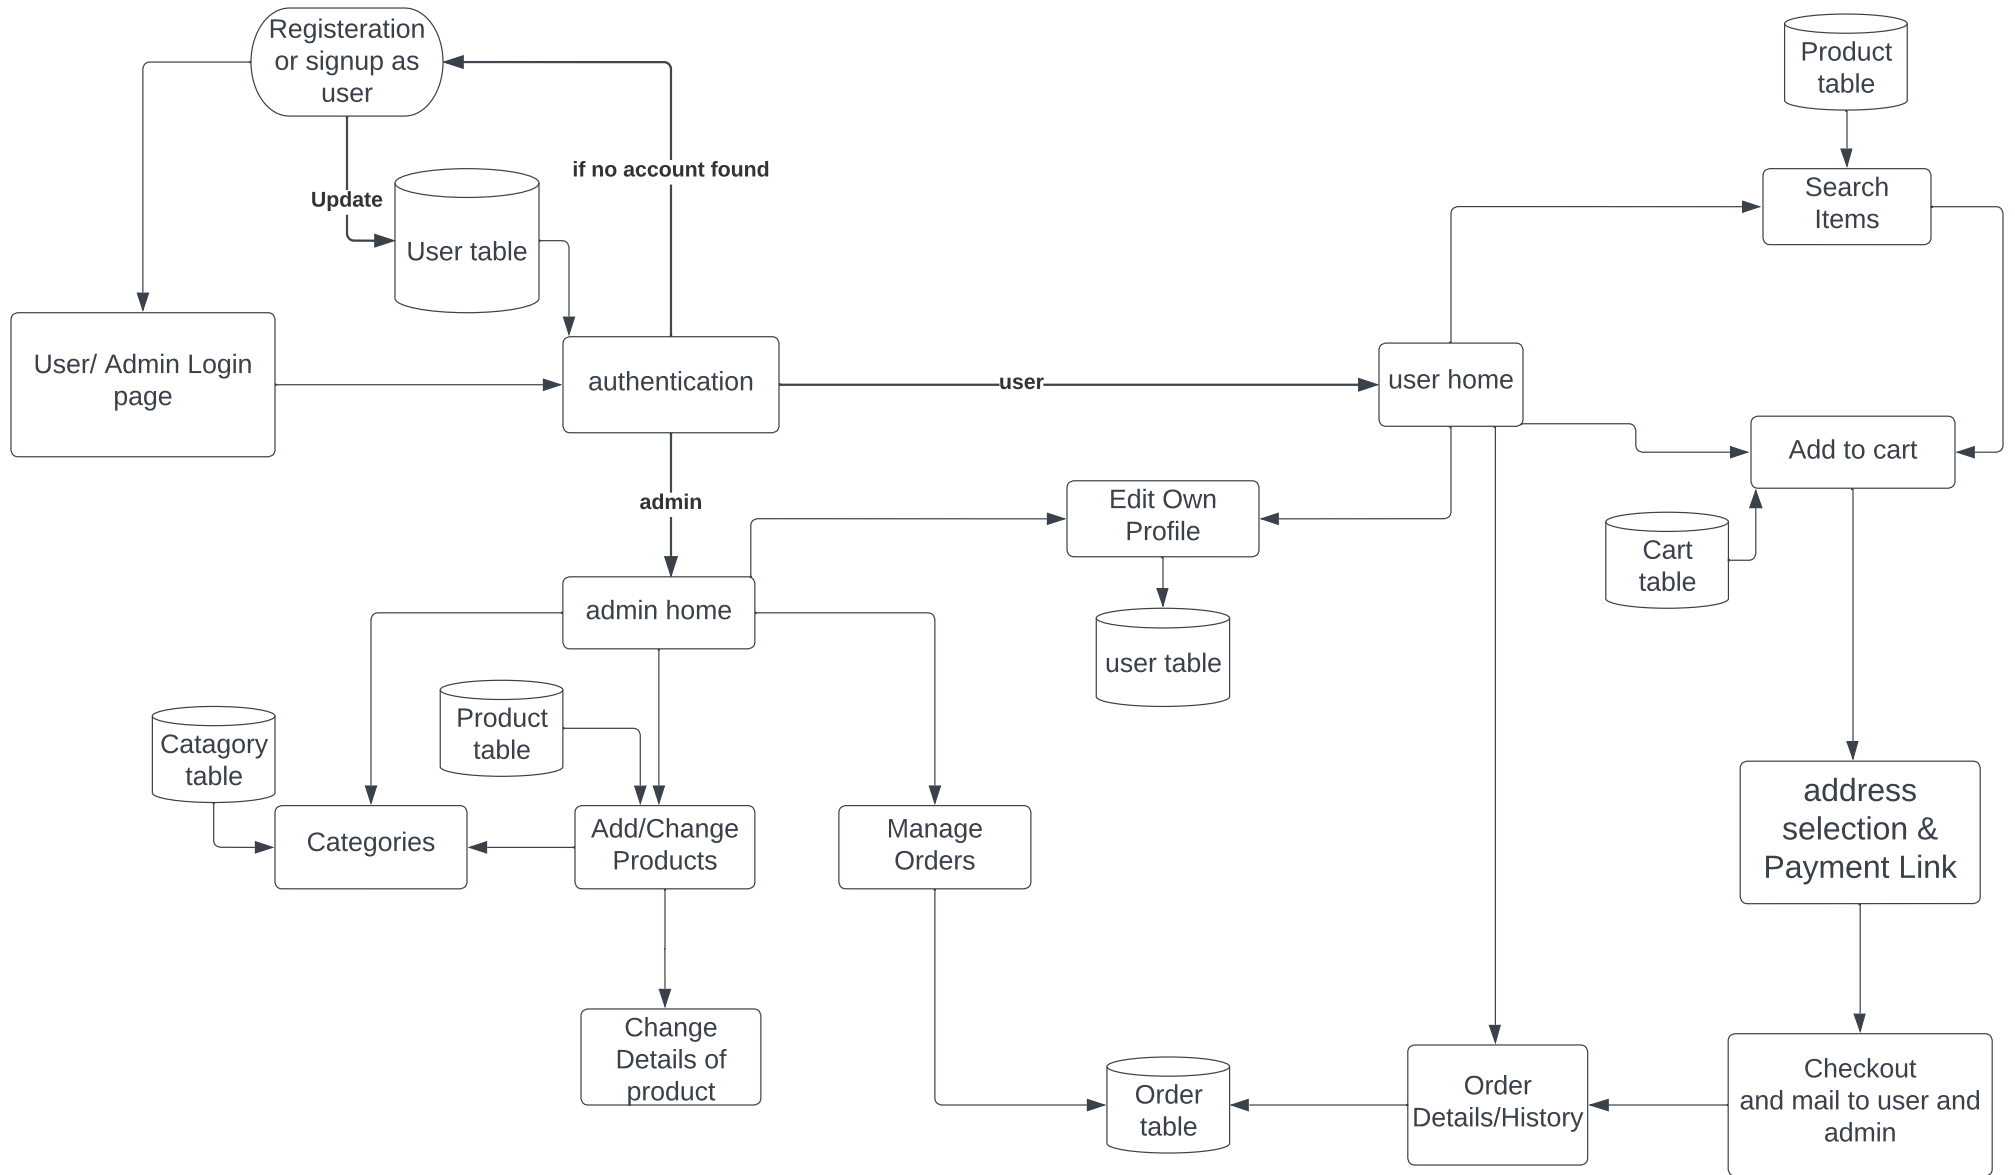 Registeration
or signup as
user
Product
table
if no account found
Update
Search
Items
User table
User/ Admin Login
page
authentication
user
user home
Add to cart
admin
Edit Own
Profile
Cart
table
admin home
user table
Catagory
table
Product
table
Categories
Add/Change
Products
Manage
Orders
address
selection &
Payment Link
Change
Details of
product
Order
table
Order
Details/History
Checkout
and mail to user and
admin